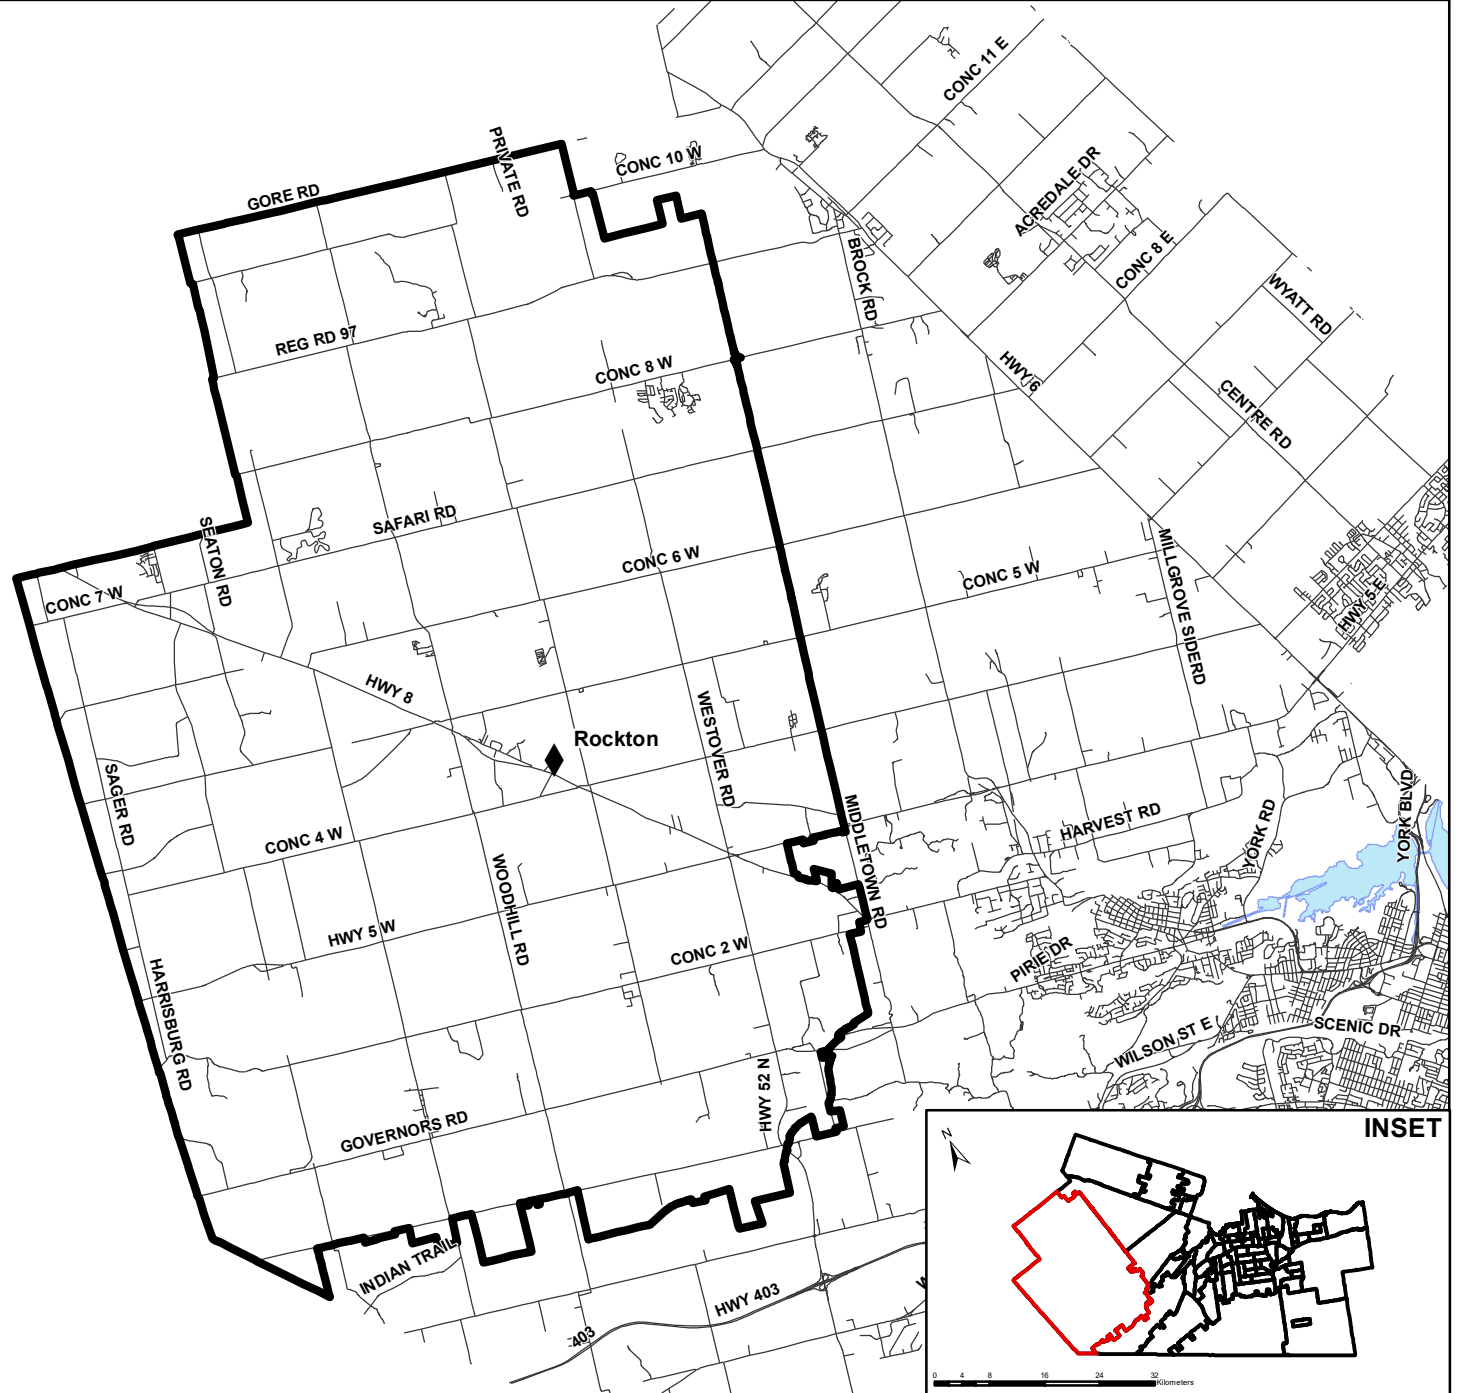 CONC 11 E
PRIVATE RD
CONC 10 W
ACREDALE DR
GORE RD
BROCK RD
CONC 8 E
WYATT RD
REG RD 97
CONC 8 W
HWY 6
CENTRE RD
SEATON RD
SAFARI RD
CONC 6 W
CONC 5 W
MILLGROVE SIDERD
HWY 5 E
CONC 7 W
HWY 8
WESTOVER RD
Rockton
SAGER RD
MIDDLETOWN RD
HARVEST RD
YORK RD
YORK BLVD
CONC 4 W
WOODHILL RD
HWY 5 W
CONC 2 W
PIRIE DR
HARRISBURG RD
WILSON ST E
SCENIC DR
HWY 52 N
GOVERNORS RD
INDIAN TRAIL
HWY 403
403
W
INSET
N
0 4 8 16 24 32
Kilometers